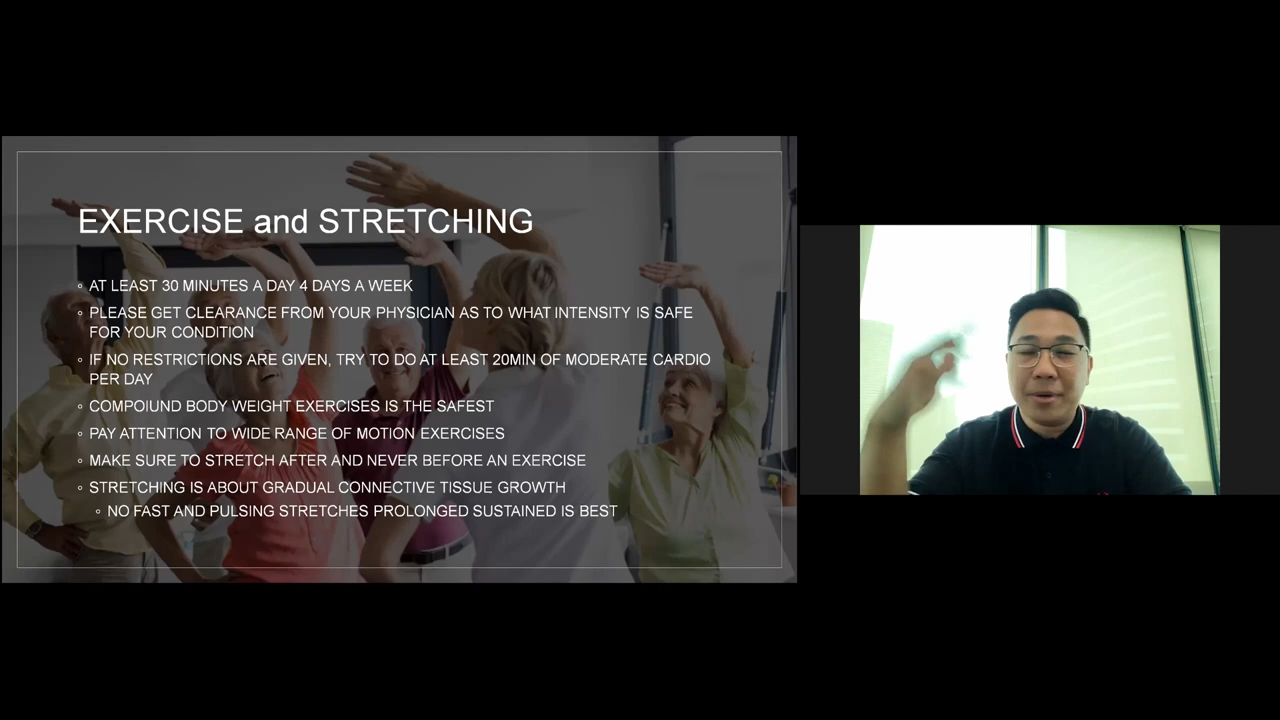 EXERCISE and STRETCHING
◦ AT LEAST 30 MINUTES A DAY 4 DAYS A WEEK
◦ PLEASE GET CLEARANCE FROM YOUR PHYSICIAN AS TO WHAT INTENSITY IS SAFE
FOR YOUR CONDITION
◦ IF NO RESTRICTIONS ARE GIVEN, TRY TO DO AT LEAST 20MIN OF MODERATE CARDIO
PER DAY
◦ COMPOIUND BODY WEIGHT EXERCISES IS THE SAFEST
◦ PAY ATTENTION TO WIDE RANGE OF MOTION EXERCISES
◦ MAKE SURE TO STRETCH AFTER AND NEVER BEFORE AN EXERCISE
◦ STRETCHING IS ABOUT GRADUAL CONNECTIVE TISSUE GROWTH
◦ NO FAST AND PULSING STRETCHES PROLONGED SUSTAINED IS BEST